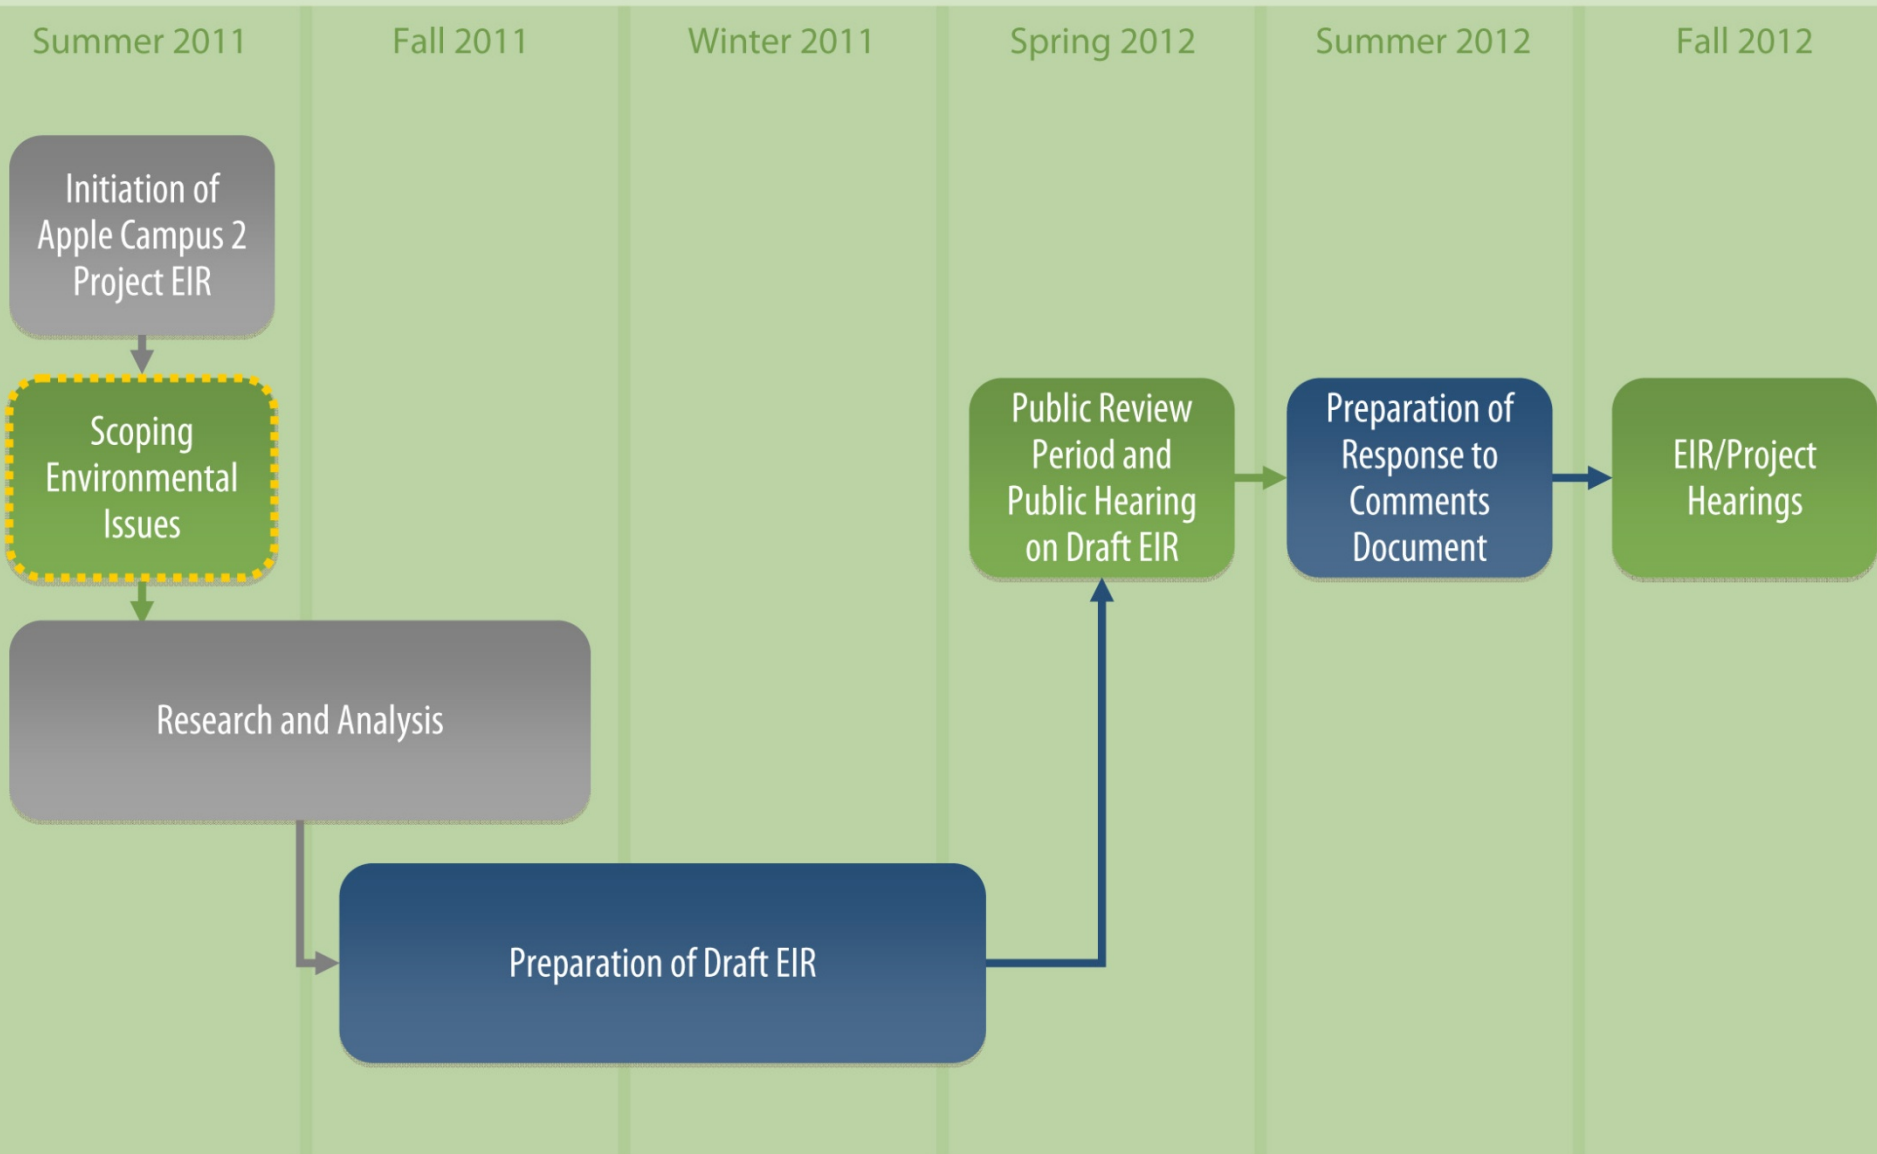 Summer 2011
Fall 2011
Winter 2011
Spring 2012
Summer 2012
Fall 2012
Initiation of
Apple Campus 2
Project EIR
Scoping
Environmental
Issues
Research and Analysis
Preparation of Draft EIR
Public Review
Period and
Public Hearing
on Draft EIR
Preparation of
Response to
Comments
Document
EIR/Project
Hearings